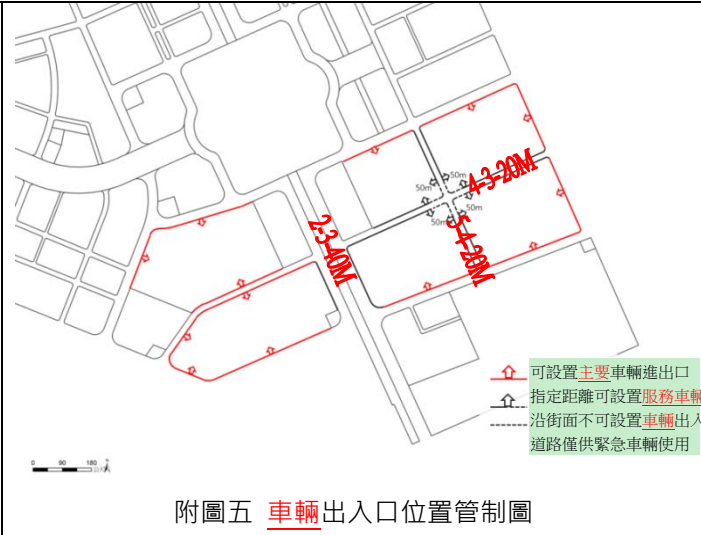 50m
50m
50m
50m
4-3-20M
5-4-20M
2-3-40M
可設置主要車輛進出口
指定距離可設置服務車輛
沿街面不可設置車輛出入
道路僅供緊急車輛使用
0 90 180
附圖五 車輛出入口位置管制圖